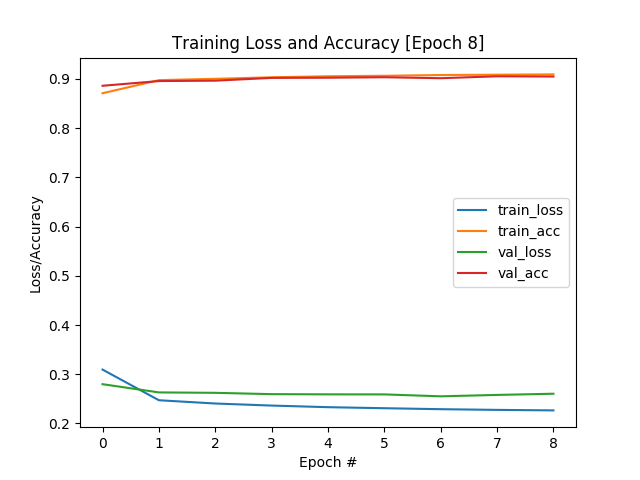 Training Loss and Accuracy [Epoch 8]
Loss/Accuracy
0.9
0.8
0.7
0.6
0.5
0.4
0.3
0.2
train_loss
train_acc
val_loss
val_acc
0 1 2 3 4 5 6 7 8
Epoch #